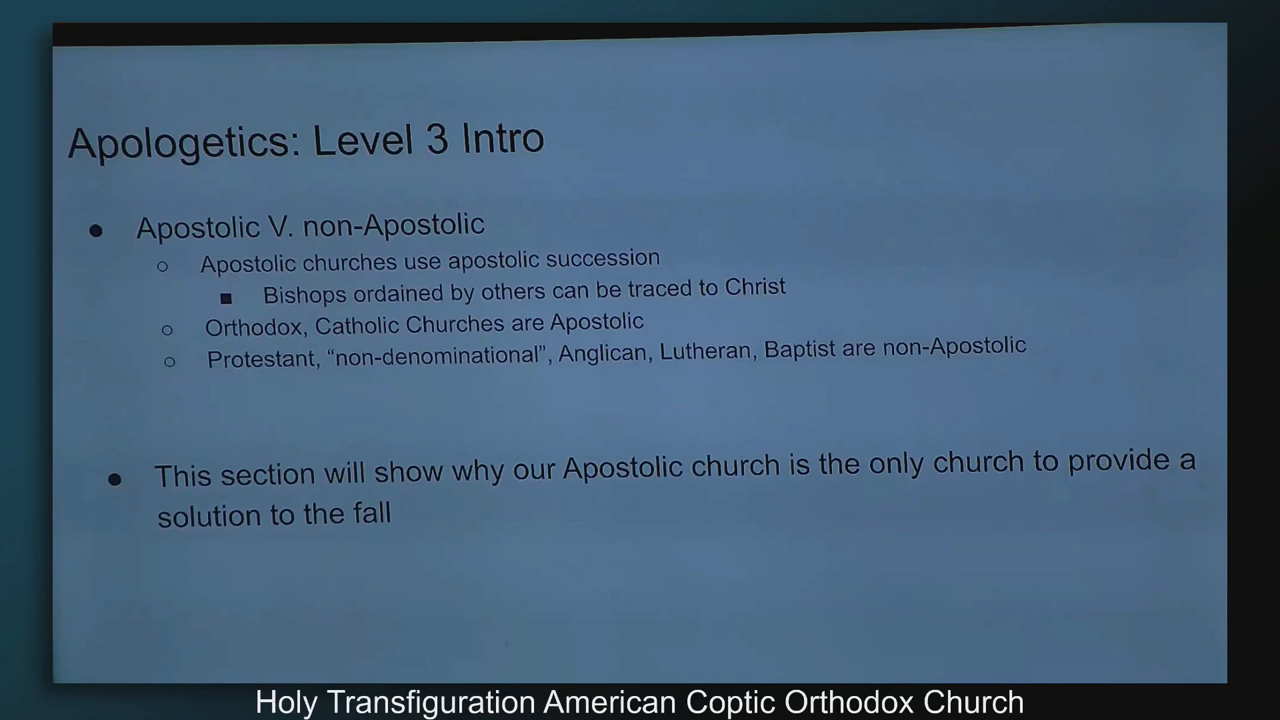 Apologetics: Level 3 Intro
● Apostolic V. non-Apostolic
○ Apostolic churches use apostolic succession
■ Bishops ordained by others can be traced to Christ
○ Orthodox, Catholic Churches are Apostolic
○ Protestant, “non-denominational”, Anglican, Lutheran, Baptist are non-Apostolic
● This section will show why our Apostolic church is the only church to provide a
solution to the fall
Holy Transfiguration American Coptic Orthodox Church